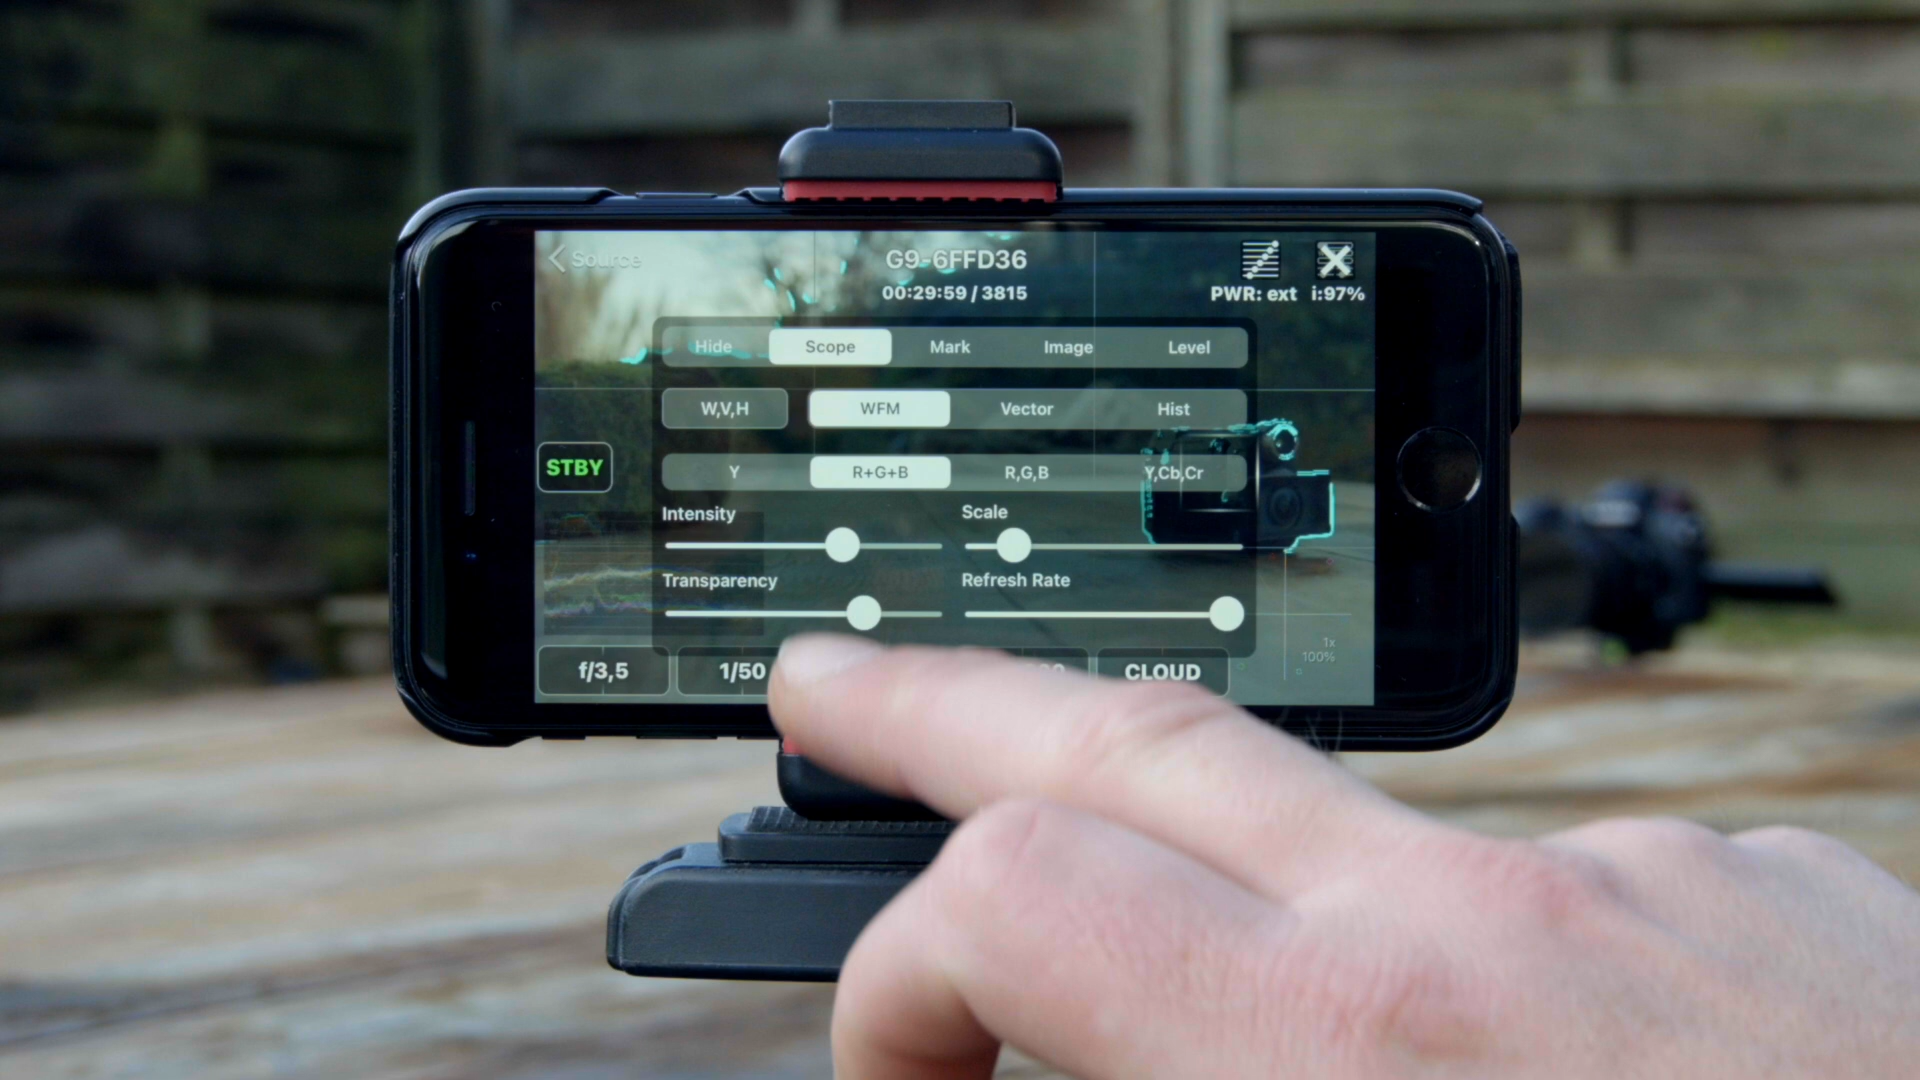 Source
G9-6FFD36
00:29:59 / 3815
PWR: ext i:97%
Hide Scope Mark Image Level
W,V,H WFM Vector Hist
STBY
Y R+G+B R,G,B Y,Cb,Cr
Intensity Scale
Transparency Refresh Rate
1x
100%
f/3,5 1/50 CLOUD